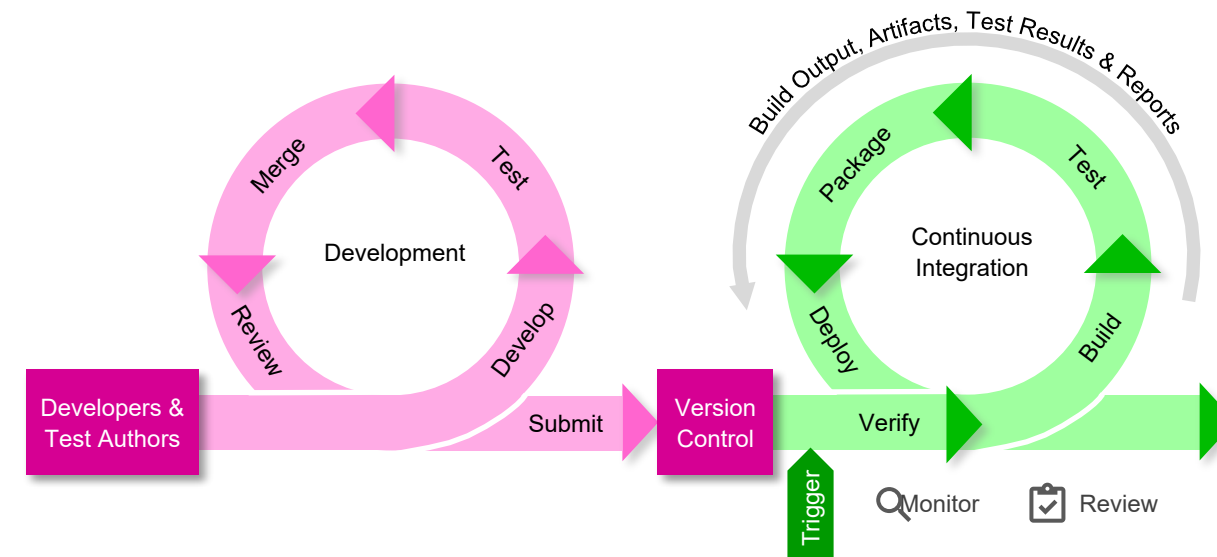 Build Output, Artifacts, Test Results & Reports
Merge
Test
Development
Review
Develop
Developers &
Test Authors
Submit
Version
Control
Package
Test
Continuous
Integration
Deploy
Build
Verify
Trigger
Monitor
Review